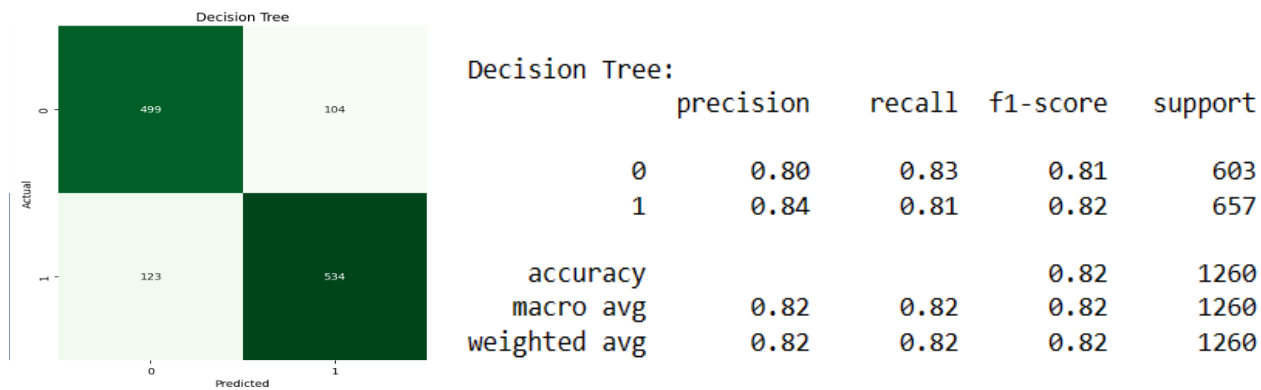 Decision Tree
0
499
104
Actual
1
123
534
0
1
Predicted
Decision Tree:
precision recall f1-score support
0 0.80 0.83 0.81 603
1 0.84 0.81 0.82 657
accuracy 0.82 1260
macro avg 0.82 0.82 0.82 1260
weighted avg 0.82 0.82 0.82 1260